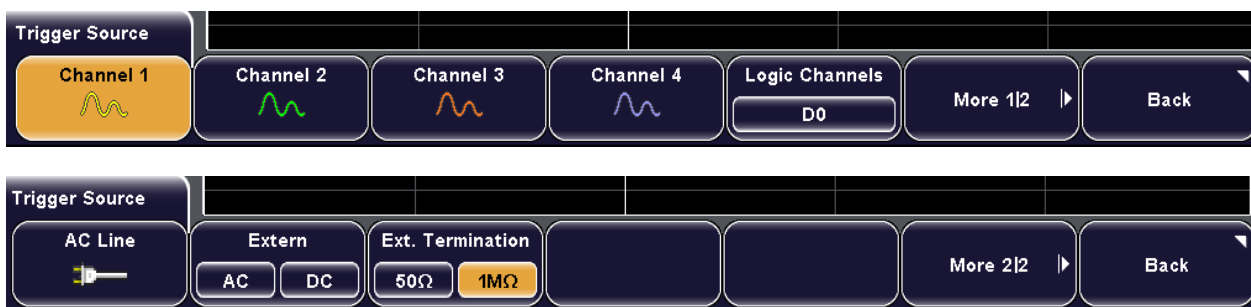 Trigger Source
Channel 1 Channel 2 Channel 3 Channel 4 Logic Channels
D0
More 1|2 Back
Trigger Source
AC Line Extern Ext. Termination
AC DC 50Ω 1MΩ
More 2|2 Back